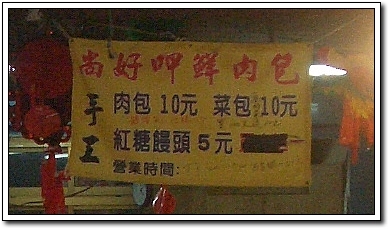 尚好呷鮮肉包
手工
肉包 10元 菜包 10元
紅糖饅頭 5元
營業時間: